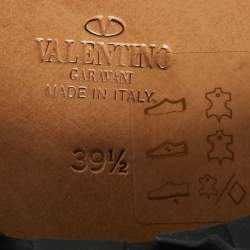 VALENTINO
GARAVANI
MADE IN ITALY.
39½